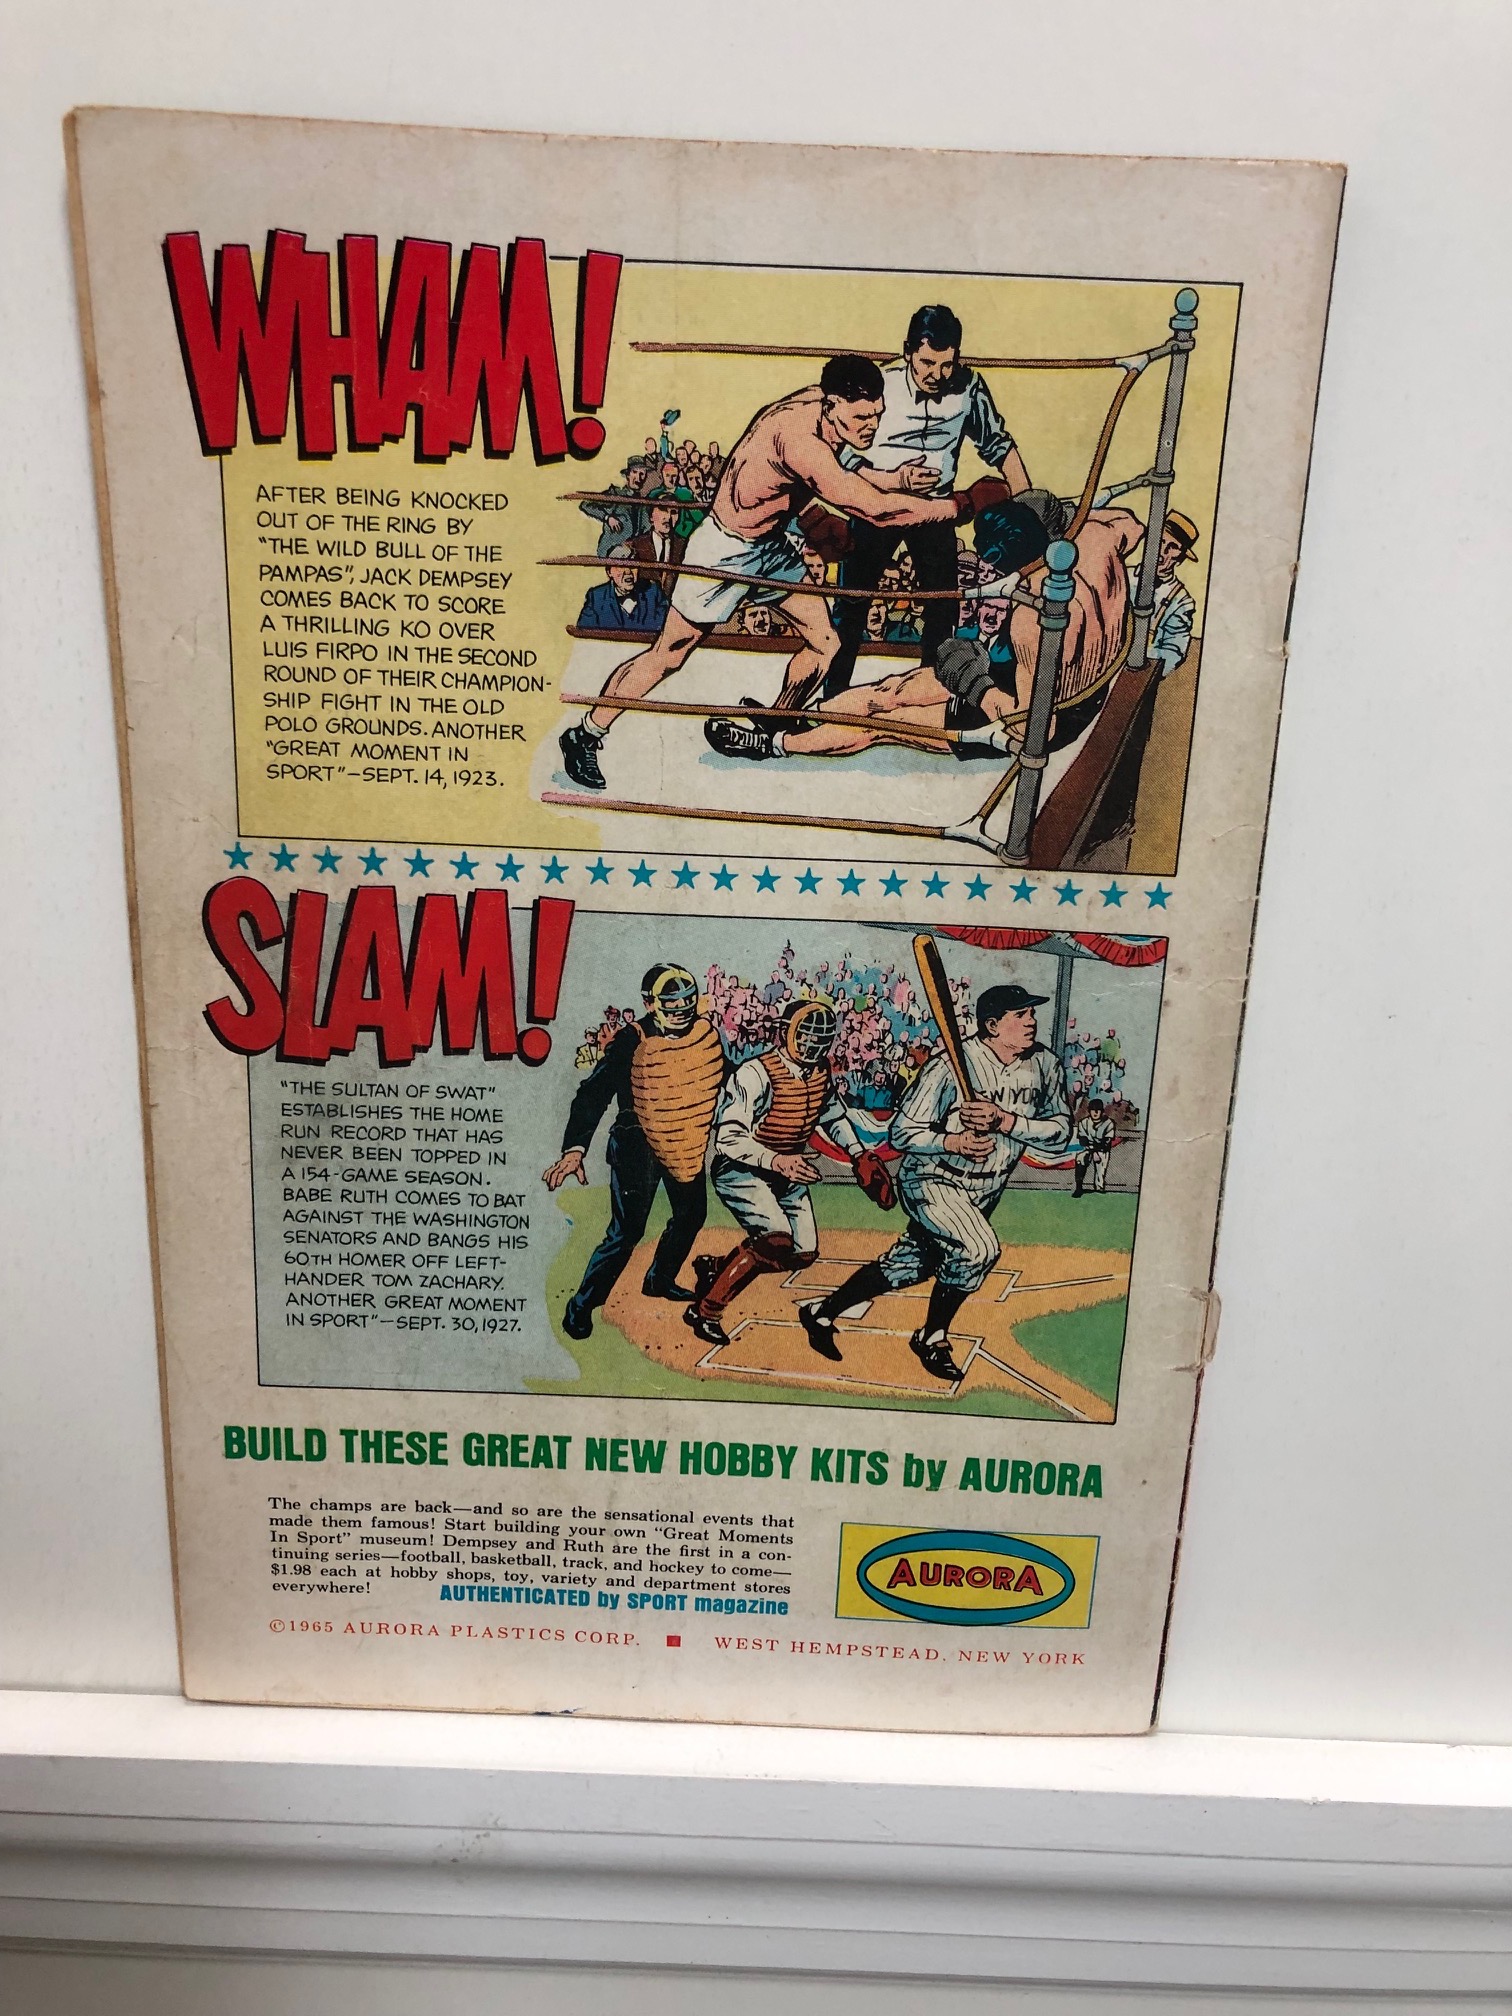 WHAM!
AFTER BEING KNOCKED
OUT OF THE RING BY
"THE WILD BULL OF THE
PAMPAS", JACK DEMPSEY
COMES BACK TO SCORE
A THRILLING KO OVER
LUIS FIRPO IN THE SECOND
ROUND OF THEIR CHAMPION-
SHIP FIGHT IN THE OLD
POLO GROUNDS. ANOTHER
"GREAT MOMENT IN
SPORT"—SEPT. 14, 1923.
SLAM!
"THE SULTAN OF SWAT"
ESTABLISHES THE HOME
RUN RECORD THAT HAS
NEVER BEEN TOPPED IN
A 154-GAME SEASON.
BABE RUTH COMES TO BAT
AGAINST THE WASHINGTON
SENATORS AND BANGS HIS
60TH HOMER OFF LEFT-
HANDER TOM ZACHARY.
ANOTHER GREAT MOMENT
IN SPORT"—SEPT. 30, 1927.
BUILD THESE GREAT NEW HOBBY KITS by AURORA
The champs are back—and so are the sensational events that
made them famous! Start building your own "Great Moments
In Sport" museum! Dempsey and Ruth are the first in a con-
tinuing series—football, basketball, track, and hockey to come—
$1.98 each at hobby shops, toy, variety and department stores
everywhere!
AUTHENTICATED by SPORT magazine
AURORA
©1965 AURORA PLASTICS CORP. ■ WEST HEMPSTEAD, NEW YORK